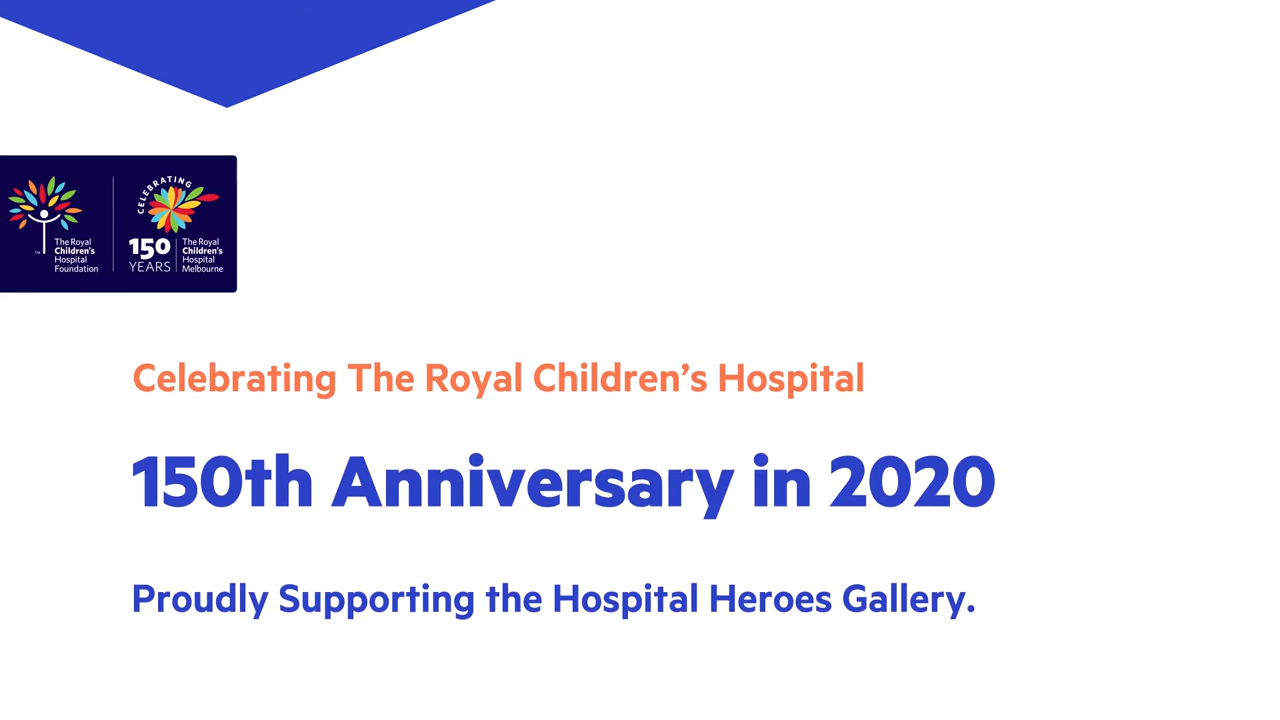 The Royal
Children's
Hospital
Foundation
TM
CELEBRATING
150
YEARS
The Royal
Children's
Hospital
Melbourne
Celebrating The Royal Children’s Hospital
150th Anniversary in 2020
Proudly Supporting the Hospital Heroes Gallery.